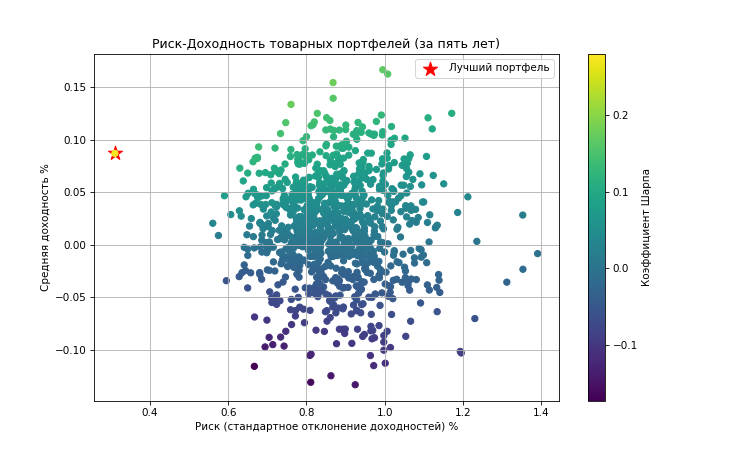 Риск-Доходность товарных портфелей (за пять лет)
Лучший портфель
0.15
0.10
0.05
0.00
−0.05
−0.10
Средняя доходность %
0.4 0.6 0.8 1.0 1.2 1.4
Риск (стандартное отклонение доходностей) %
0.2
0.1
0.0
−0.1
Коэффициент Шарпа